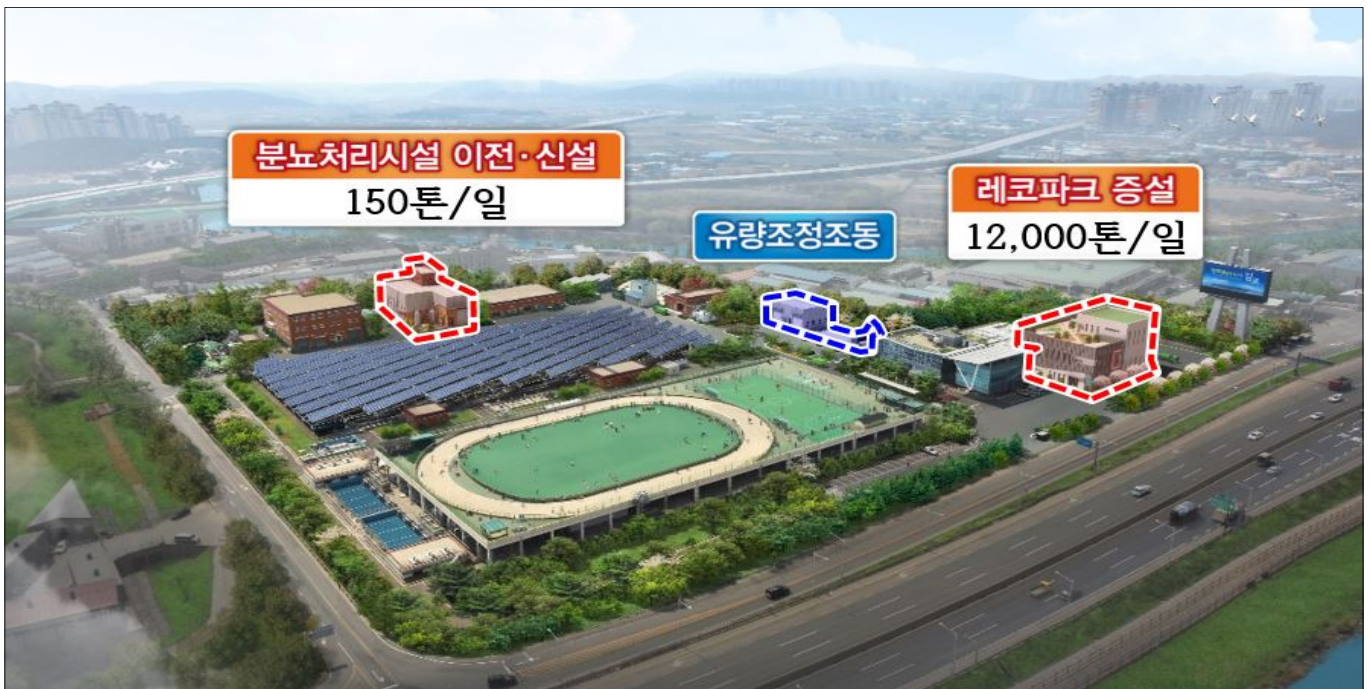 분뇨처리시설 이전·신설
150톤/일
유량조정조동
레코파크 증설
12,000톤/일